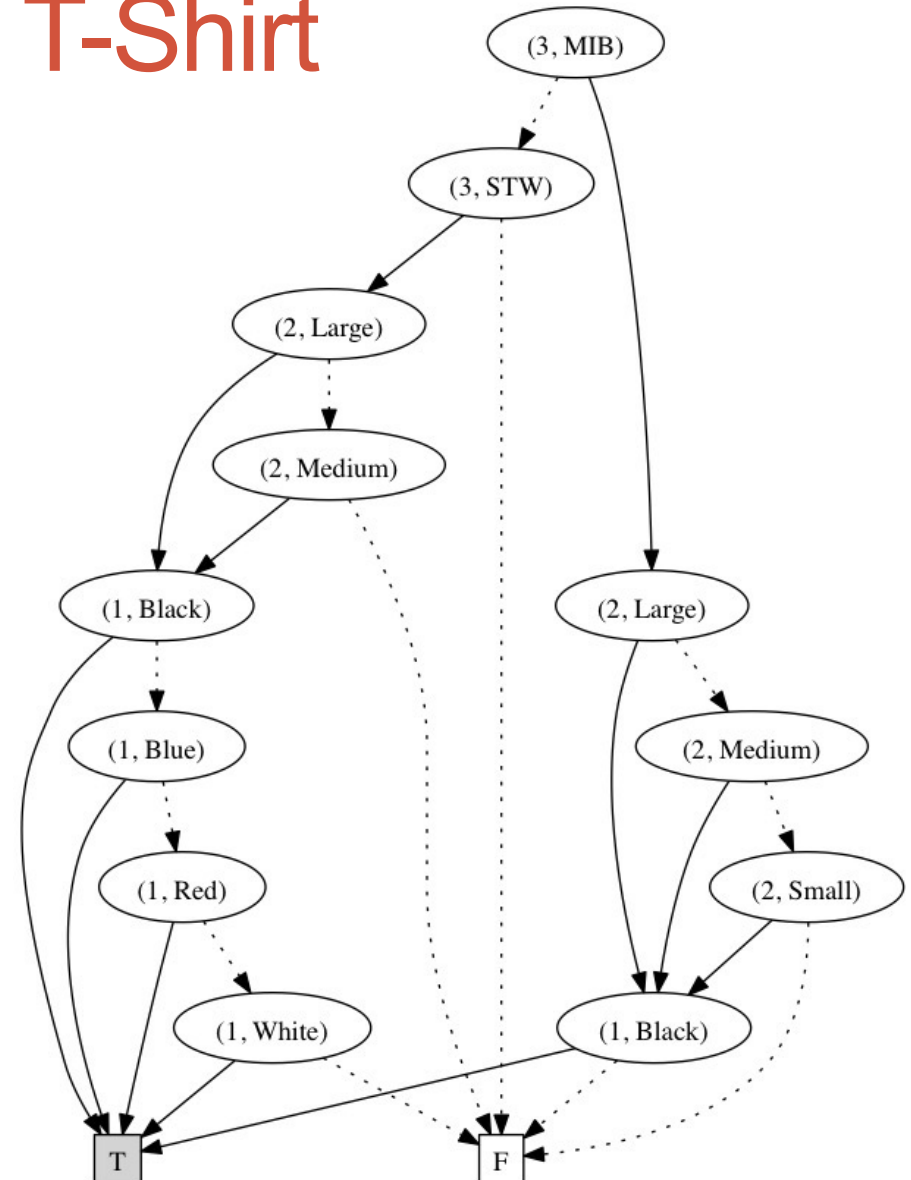 T-Shirt
(3, MIB)
(3, STW)
(2, Large)
(2, Medium)
(1, Black)
(2, Large)
(1, Blue)
(2, Medium)
(1, Red)
(2, Small)
(1, White)
(1, Black)
T
F